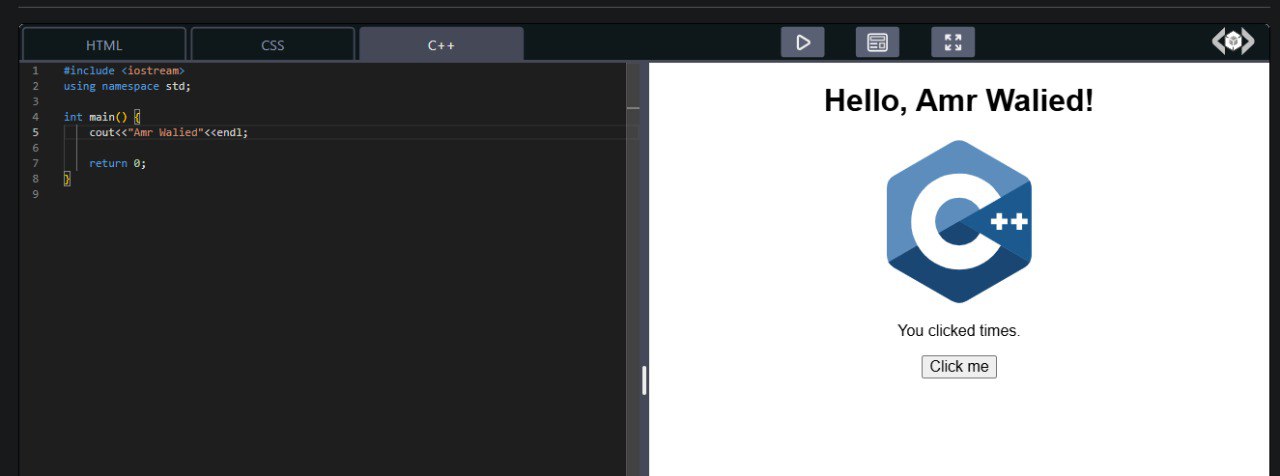 HTML
CSS
C++
1 #include <iostream>
2 using namespace std;
3
4 int main() {
5 cout<<"Amr Walied"<<endl;
6
7 return 0;
8 }
9
Hello, Amr Walied!
C++
You clicked times.
Click me